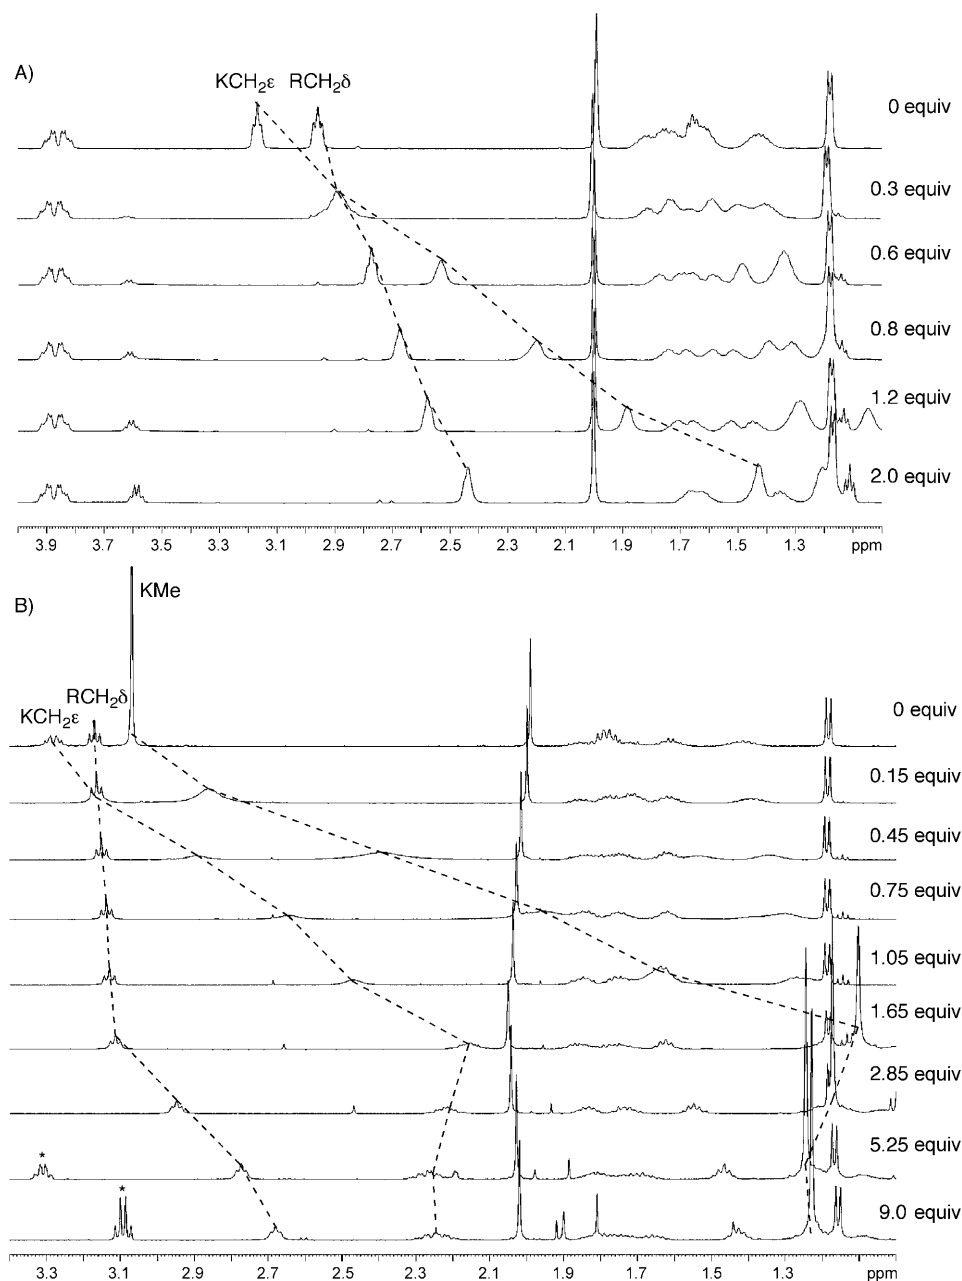 A)
KCH₂ε RCH₂δ
0 equiv
0.3 equiv
0.6 equiv
0.8 equiv
1.2 equiv
2.0 equiv
3.9 3.7 3.5 3.3 3.1 2.9 2.7 2.5 2.3 2.1 1.9 1.7 1.5 1.3 ppm
B)
KMe
RCH₂δ
KCH₂ε
0 equiv
0.15 equiv
0.45 equiv
0.75 equiv
1.05 equiv
1.65 equiv
2.85 equiv
5.25 equiv
*
*
9.0 equiv
3.3 3.1 2.9 2.7 2.5 2.3 2.1 1.9 1.7 1.5 1.3 ppm